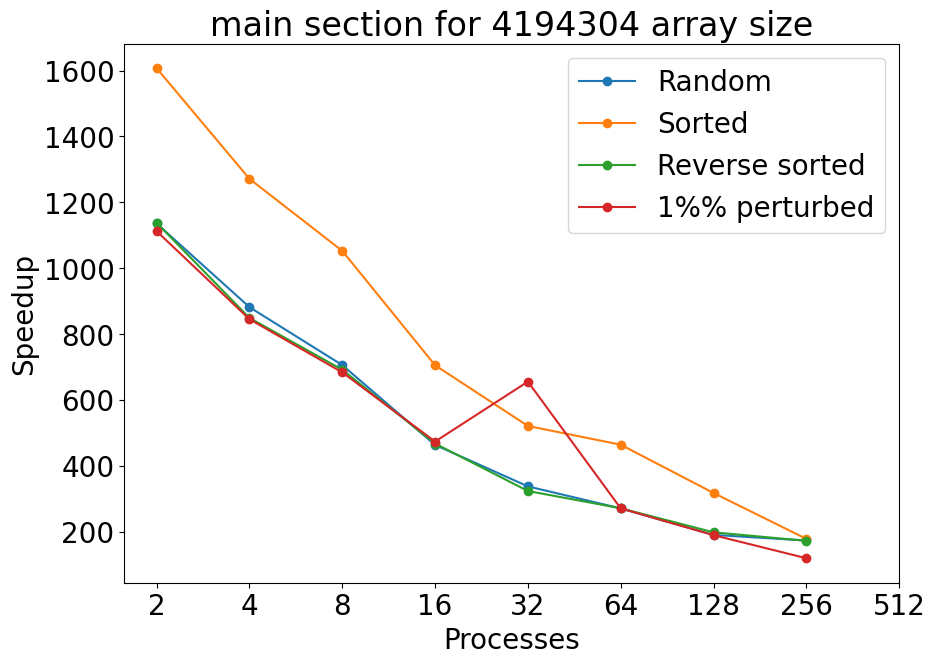 main section for 4194304 array size
1600
1400
1200
1000
800
600
400
200
Speedup
Random
Sorted
Reverse sorted
1%% perturbed
2 4 8 16 32 64 128 256 512
Processes